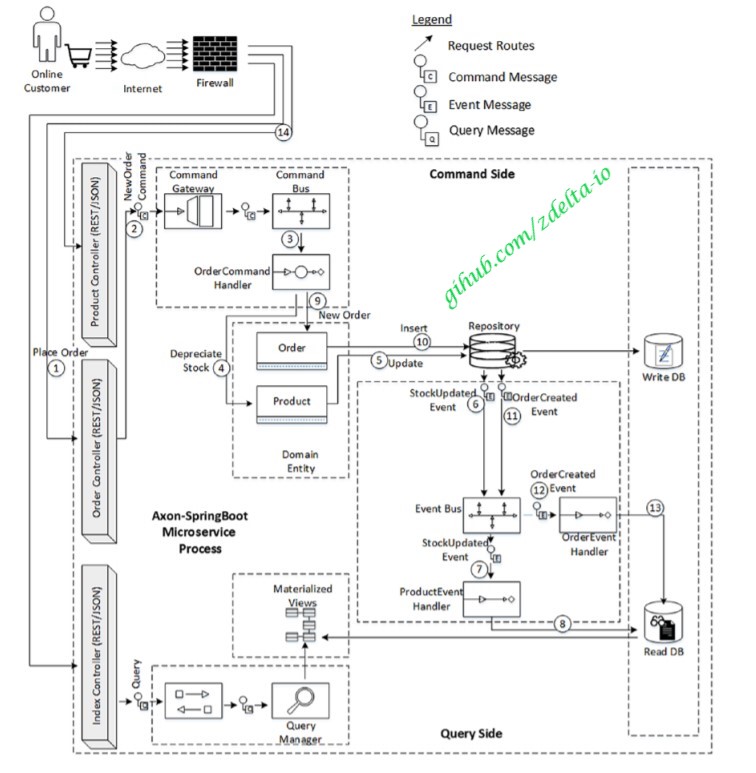 Legend
Request Routes
C
Command Message
E
Event Message
Q
Query Message
Online
Customer
Internet
Firewall
14
Command Side
gihub.com/zdelta-io
Product Controller (REST/JSON)
NewOrder
Command
2
C
Command
Gateway
C
Command
Bus
3
OrderCommand
Handler
9
New Order
Place Order
1
Depreciate
Stock
4
Order
Product
Domain
Entity
Insert
10
5
Update
Repository
Write DB
StockUpdated
Event
6
E
E
OrderCreated
Event
11
Order Controller (REST/JSON)
Axon-SpringBoot
Microservice
Process
Event Bus
OrderCreated
12
Event
E
OrderEvent
Handler
13
StockUpdated
Event
E
7
ProductEvent
Handler
8
Read DB
Materialized
Views
Index Controller (REST/JSON)
Query
Q
Q
Query
Manager
Query Side